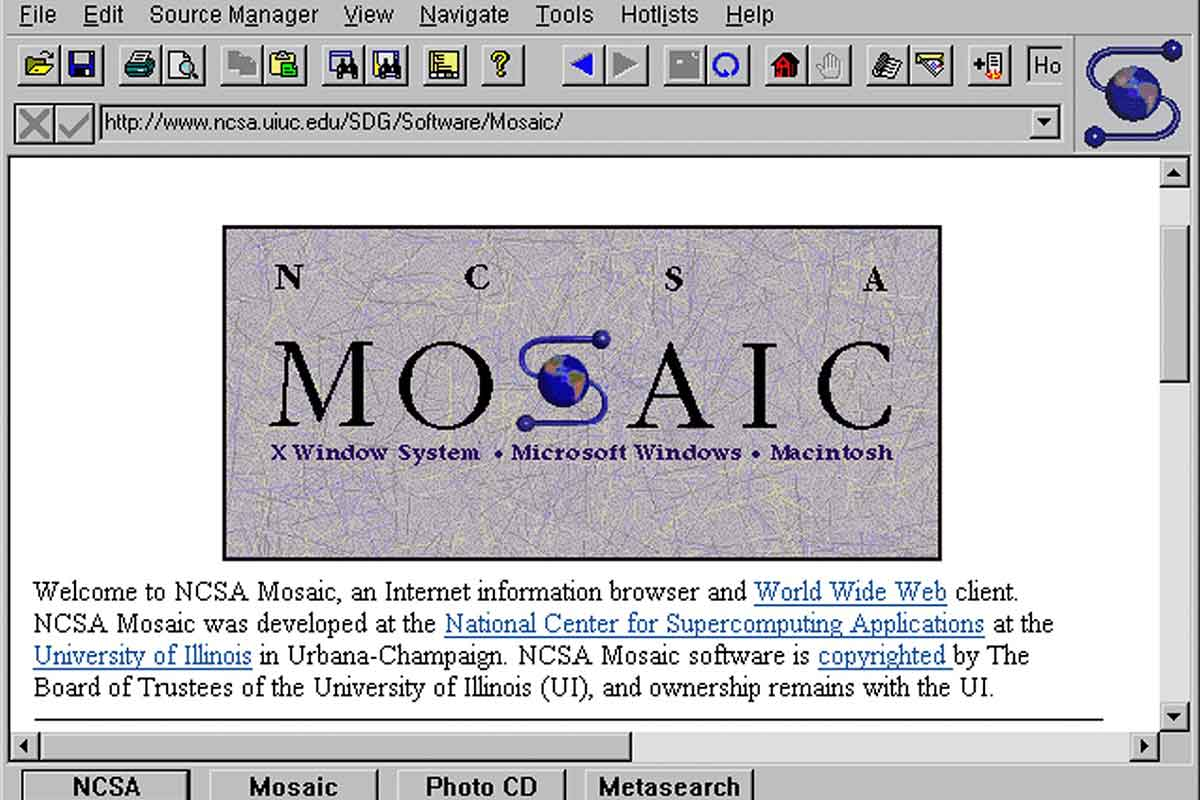 File Edit Source Manager View Navigate Tools Hotlists Help
Ho
http://www.ncsa.uiuc.edu/SDG/Software/Mosaic/
N C S A
MOSAIC
X Window System • Microsoft Windows • Macintosh
Welcome to NCSA Mosaic, an Internet information browser and World Wide Web client.
NCSA Mosaic was developed at the National Center for Supercomputing Applications at the
University of Illinois in Urbana-Champaign. NCSA Mosaic software is copyrighted by The
Board of Trustees of the University of Illinois (UI), and ownership remains with the UI.
NCSA Mosaic Photo CD Metasearch